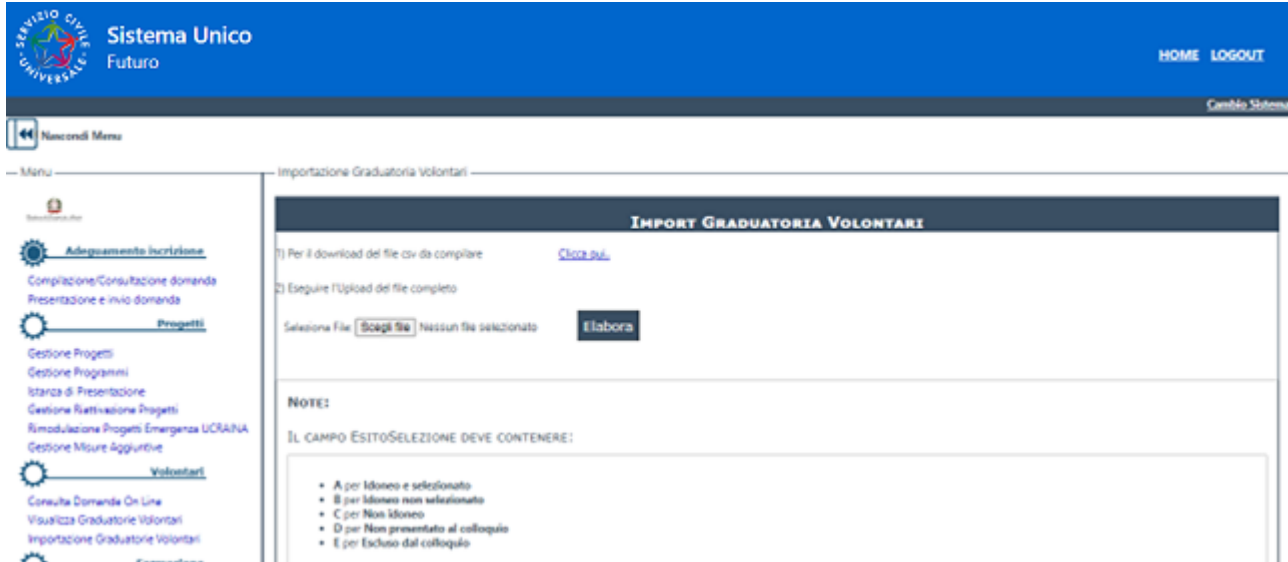 SERVIZIO CIVILE UNIVERSALE
Sistema Unico
Futuro
HOME LOGOUT
Cambio Sistema
Nascondi Menu
Menu
Adeguamento iscrizione
Compilazione/Consultazione domanda
Presentazione e invio domanda
Progetti
Gestione Progetti
Gestione Programmi
Istanza di Presentazione
Gestione Riattivazione Progetti
Rimodulazione Progetti Emergenza UCRAINA
Gestione Misure Aggiuntive
Volontari
Consulta Domande On Line
Visualizza Graduatorie Volontari
Importazione Graduatorie Volontari
Importazione Graduatoria Volontari
IMPORT GRADUATORIA VOLONTARI
1) Per il download del file csv da compilare Clicca qui.
2) Eseguire l'Upload del file completo
Seleziona File: Scegli file Nessun file selezionato Elabora
NOTE:
IL CAMPO ESITOSELEZIONE DEVE CONTENERE:
A per Idoneo e selezionato
B per Idoneo non selezionato
C per Non idoneo
D per Non presentato al colloquio
E per Escluso dal colloquio